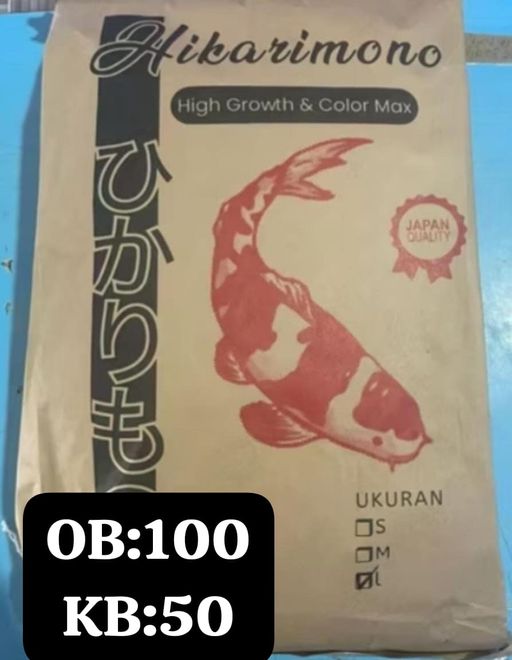 Hikarimono
High Growth & Color Max
ひかりも
JAPAN
QUALITY
UKURAN
S
M
L
OB:100
KB:50